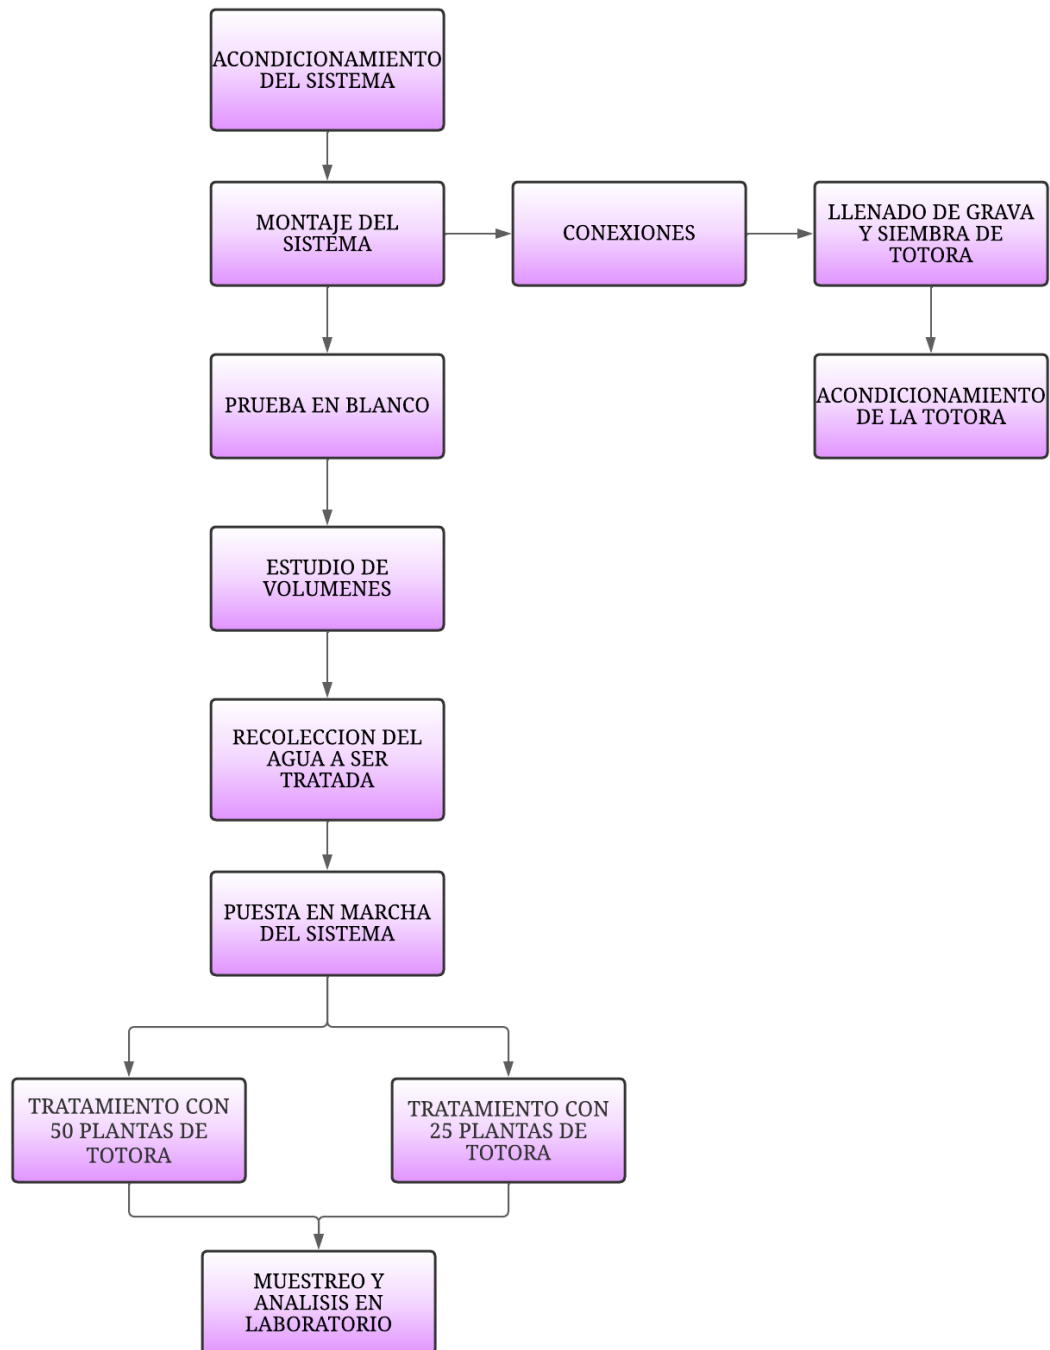 ACONDICIONAMIENTO
DEL SISTEMA
MONTAJE DEL
SISTEMA
CONEXIONES
LLENADO DE GRAVA
Y SIEMBRA DE
TOTORA
PRUEBA EN BLANCO
ACONDICIONAMIENTO
DE LA TOTORA
ESTUDIO DE
VOLUMENES
RECOLECCION DEL
AGUA A SER
TRATADA
PUESTA EN MARCHA
DEL SISTEMA
TRATAMIENTO CON
50 PLANTAS DE
TOTORA
TRATAMIENTO CON
25 PLANTAS DE
TOTORA
MUESTREO Y
ANALISIS EN
LABORATORIO